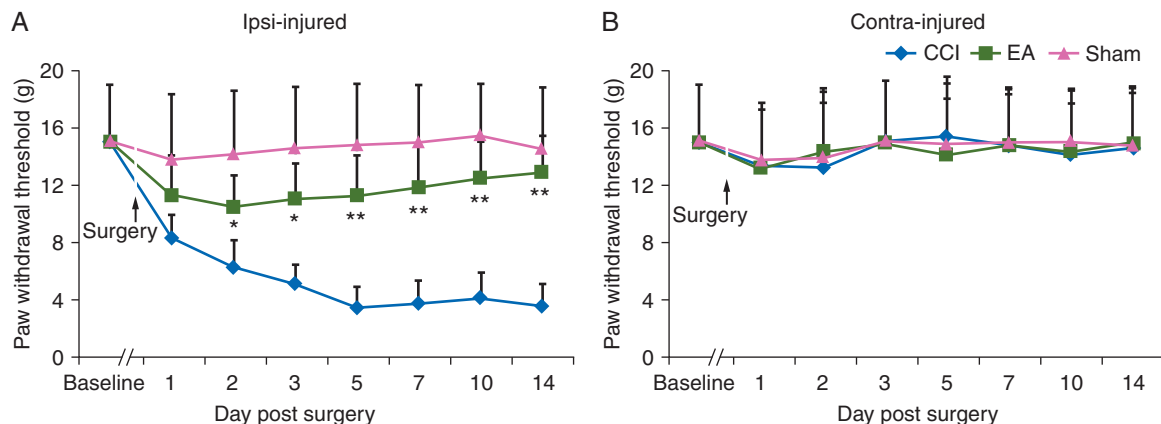 A
Ipsi-injured
Paw withdrawal threshold (g)
20
16
12
8
4
0
Surgery
*
*
**
**
**
**
Baseline 1 2 3 5 7 10 14
Day post surgery
B
Contra-injured
CCI EA Sham
Paw withdrawal threshold (g)
20
16
12
8
4
0
Surgery
Baseline 1 2 3 5 7 10 14
Day post surgery